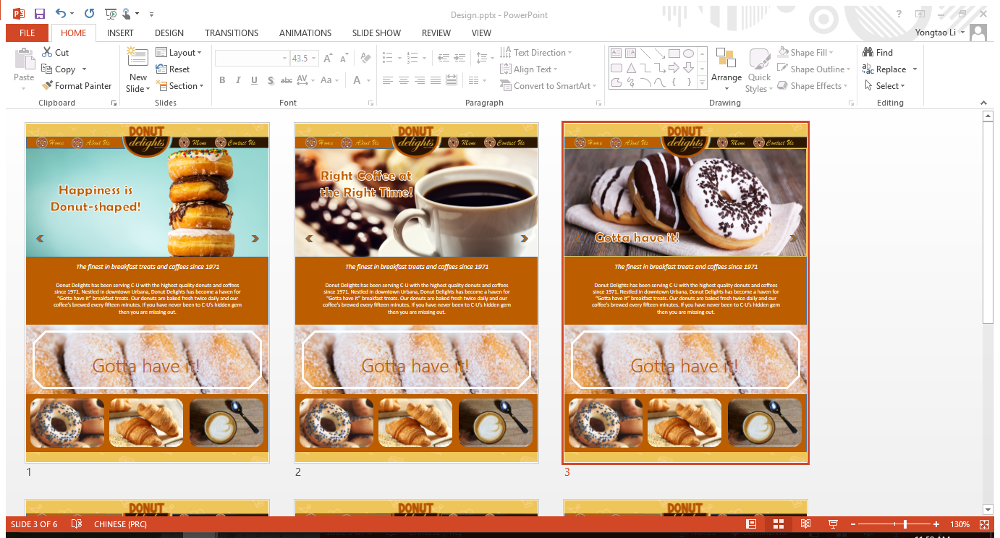 Design.pptx - PowerPoint
?
FILE HOME INSERT DESIGN TRANSITIONS ANIMATIONS SLIDE SHOW REVIEW VIEW
Yongtao Li
Paste
Cut
Copy
Format Painter
Clipboard
New
Slide
Layout
Reset
Section
Slides
43.5
B I U S abc AV Aa A
Font
Text Direction
Align Text
Convert to SmartArt
Paragraph
Arrange
Quick
Styles
Shape Fill
Shape Outline
Shape Effects
Drawing
Find
Replace
Select
Editing
DONUT
delights
Home About Us Menu Contact Us
Happiness is
Donut-shaped!
The finest in breakfast treats and coffees since 1971
Donut Delights has been serving C-U with the highest quality donuts and coffees
since 1971. Nestled in downtown Urbana, Donut Delights has become a haven for
“Gotta have it” breakfast treats. Our donuts are baked fresh twice daily and our
coffee’s brewed every fifteen minutes. If you have never been to C-U’s hidden gem
then you are missing out.
Gotta have it!
1
DONUT
delights
Home About Us Menu Contact Us
Right Coffee at
the Right Time!
The finest in breakfast treats and coffees since 1971
Donut Delights has been serving C-U with the highest quality donuts and coffees
since 1971. Nestled in downtown Urbana, Donut Delights has become a haven for
“Gotta have it” breakfast treats. Our donuts are baked fresh twice daily and our
coffee’s brewed every fifteen minutes. If you have never been to C-U’s hidden gem
then you are missing out.
Gotta have it!
2
DONUT
delights
Home About Us Menu Contact Us
Gotta have it!
The finest in breakfast treats and coffees since 1971
Donut Delights has been serving C-U with the highest quality donuts and coffees
since 1971. Nestled in downtown Urbana, Donut Delights has become a haven for
“Gotta have it” breakfast treats. Our donuts are baked fresh twice daily and our
coffee’s brewed every fifteen minutes. If you have never been to C-U’s hidden gem
then you are missing out.
Gotta have it!
3
DONUT
DONUT
DONUT
SLIDE 3 OF 6 CHINESE (PRC)
130%